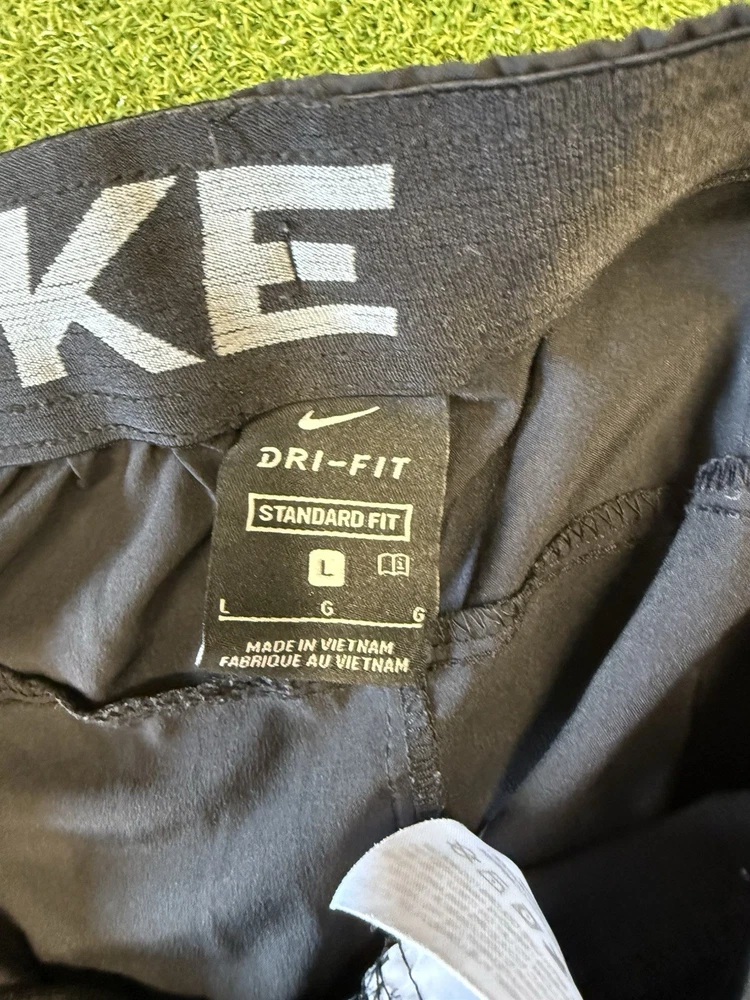 KE
DRI-FIT
STANDARD FIT
L
L G G
MADE IN VIETNAM
FABRIQUE AU VIETNAM